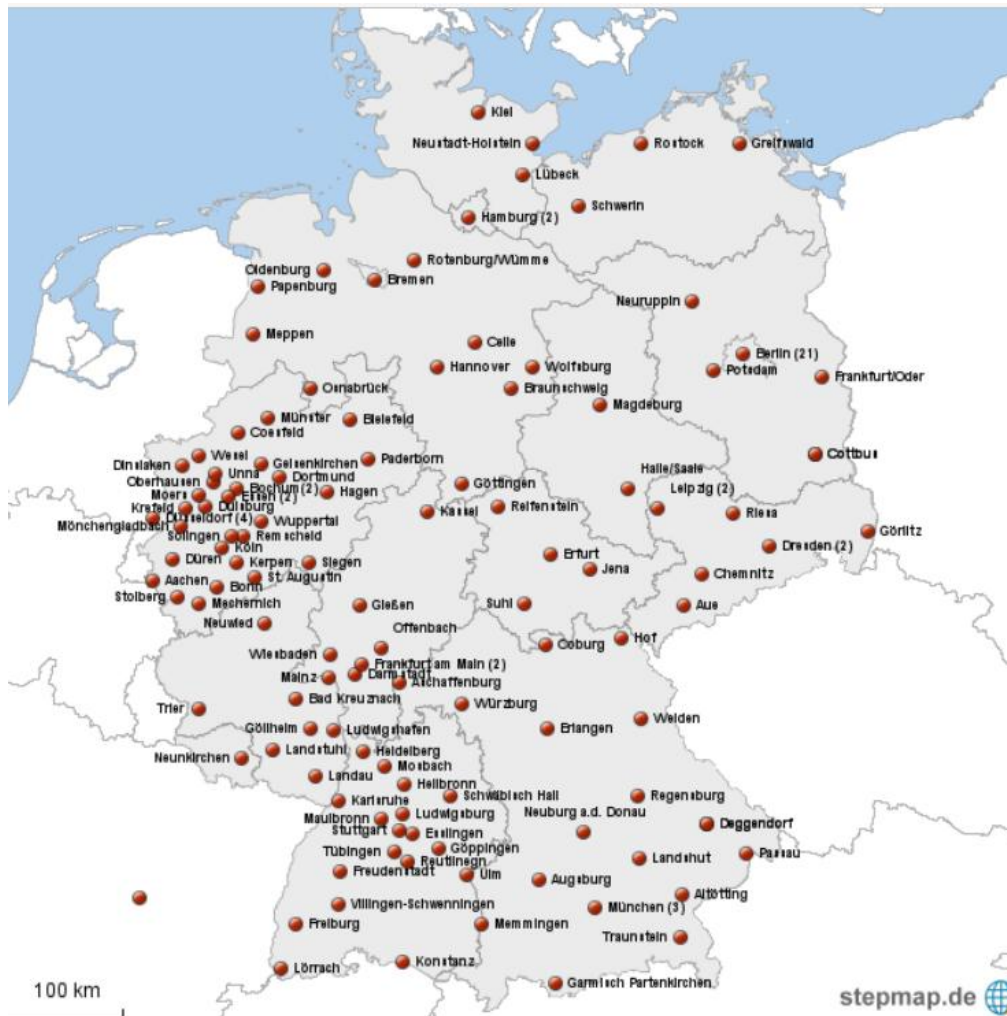 Kiel
Neustadt-Holstein
Rostock
Greifswald
Lübeck
Schwerin
Hamburg (2)
Rotenburg/Wümme
Oldenburg
Bremen
Papenburg
Neuruppin
Meppen
Celle
Berlin (21)
Hannover
Wolfsburg
Potsdam
Frankfurt/Oder
Osnabrück
Braunschweig
Magdeburg
Münster
Bielefeld
Coesfeld
Cottbus
Wesel
Dinslaken
Gelsenkirchen
Paderborn
Unna
Halle/Saale
Oberhausen
Dortmund
Göttingen
Bochum (2)
Leipzig (2)
Moers
Essen (2)
Hagen
Krefeld
Duisburg
Kassel
Reifenstein
Riesa
Düsseldorf (4)
Wuppertal
Mönchengladbach
Görlitz
Solingen
Remscheid
Köln
Dresden (2)
Erfurt
Düren
Kerpen
Siegen
Jena
Aachen
St. Augustin
Chemnitz
Bonn
Stolberg
Mechernich
Gießen
Suhl
Aue
Neuwied
Offenbach
Hof
Coburg
Wiesbaden
Frankfurt am Main (2)
Mainz
Darmstadt
Aschaffenburg
Bad Kreuznach
Würzburg
Trier
Weiden
Göllheim
Ludwigshafen
Erlangen
Landstuhl
Heidelberg
Neunkirchen
Mosbach
Landau
Heilbronn
Schwäbisch Hall
Regensburg
Karlsruhe
Neuburg a.d. Donau
Ludwigsburg
Maulbronn
Deggendorf
Stuttgart
Esslingen
Göppingen
Tübingen
Passau
Reutlinegn
Landshut
Freudenstadt
Ulm
Augsburg
Altötting
Villingen-Schwenningen
München (3)
Freiburg
Memmingen
Traunstein
Konstanz
Lörrach
Garmisch Partenkirchen
100 km
stepmap.de